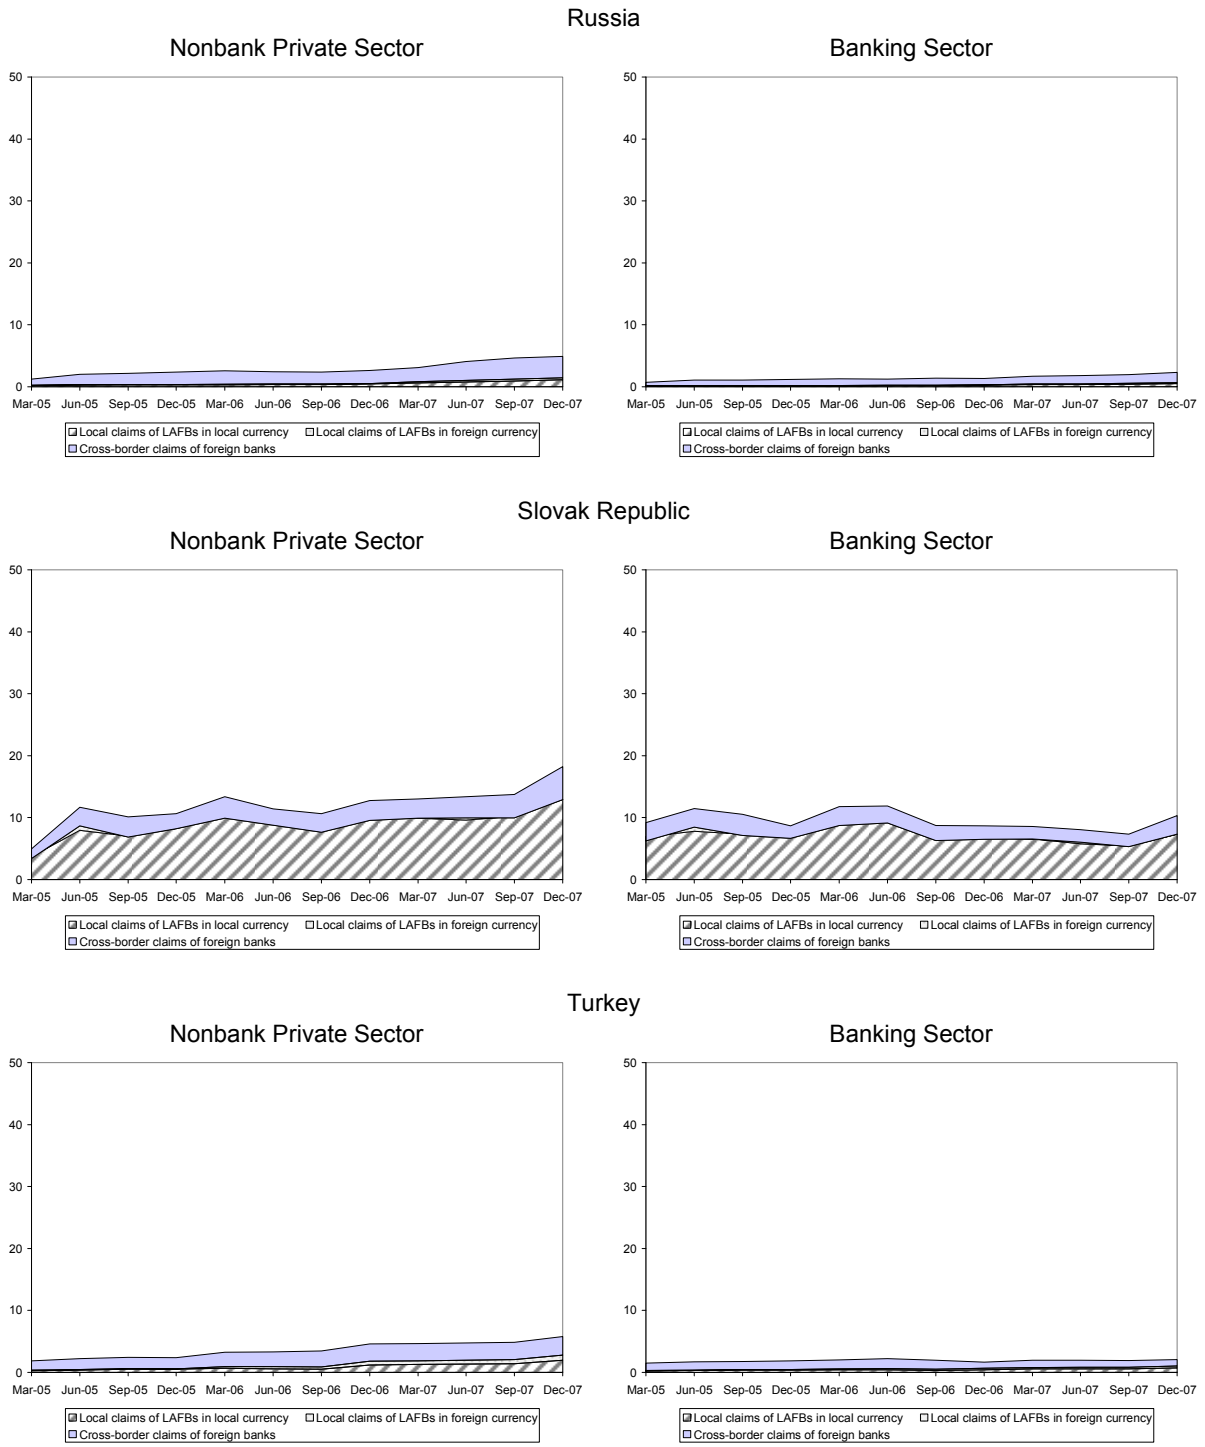 Russia
Nonbank Private Sector
Banking Sector
50
40
30
20
10
0
Mar-05 Jun-05 Sep-05 Dec-05 Mar-06 Jun-06 Sep-06 Dec-06 Mar-07 Jun-07 Sep-07 Dec-07
Local claims of LAFBs in local currency Local claims of LAFBs in foreign currency
Cross-border claims of foreign banks
50
40
30
20
10
0
Mar-05 Jun-05 Sep-05 Dec-05 Mar-06 Jun-06 Sep-06 Dec-06 Mar-07 Jun-07 Sep-07 Dec-07
Local claims of LAFBs in local currency Local claims of LAFBs in foreign currency
Cross-border claims of foreign banks
Slovak Republic
Nonbank Private Sector
Banking Sector
50
40
30
20
10
0
Mar-05 Jun-05 Sep-05 Dec-05 Mar-06 Jun-06 Sep-06 Dec-06 Mar-07 Jun-07 Sep-07 Dec-07
Local claims of LAFBs in local currency Local claims of LAFBs in foreign currency
Cross-border claims of foreign banks
50
40
30
20
10
0
Mar-05 Jun-05 Sep-05 Dec-05 Mar-06 Jun-06 Sep-06 Dec-06 Mar-07 Jun-07 Sep-07 Dec-07
Local claims of LAFBs in local currency Local claims of LAFBs in foreign currency
Cross-border claims of foreign banks
Turkey
Nonbank Private Sector
Banking Sector
50
40
30
20
10
0
Mar-05 Jun-05 Sep-05 Dec-05 Mar-06 Jun-06 Sep-06 Dec-06 Mar-07 Jun-07 Sep-07 Dec-07
Local claims of LAFBs in local currency Local claims of LAFBs in foreign currency
Cross-border claims of foreign banks
50
40
30
20
10
0
Mar-05 Jun-05 Sep-05 Dec-05 Mar-06 Jun-06 Sep-06 Dec-06 Mar-07 Jun-07 Sep-07 Dec-07
Local claims of LAFBs in local currency Local claims of LAFBs in foreign currency
Cross-border claims of foreign banks